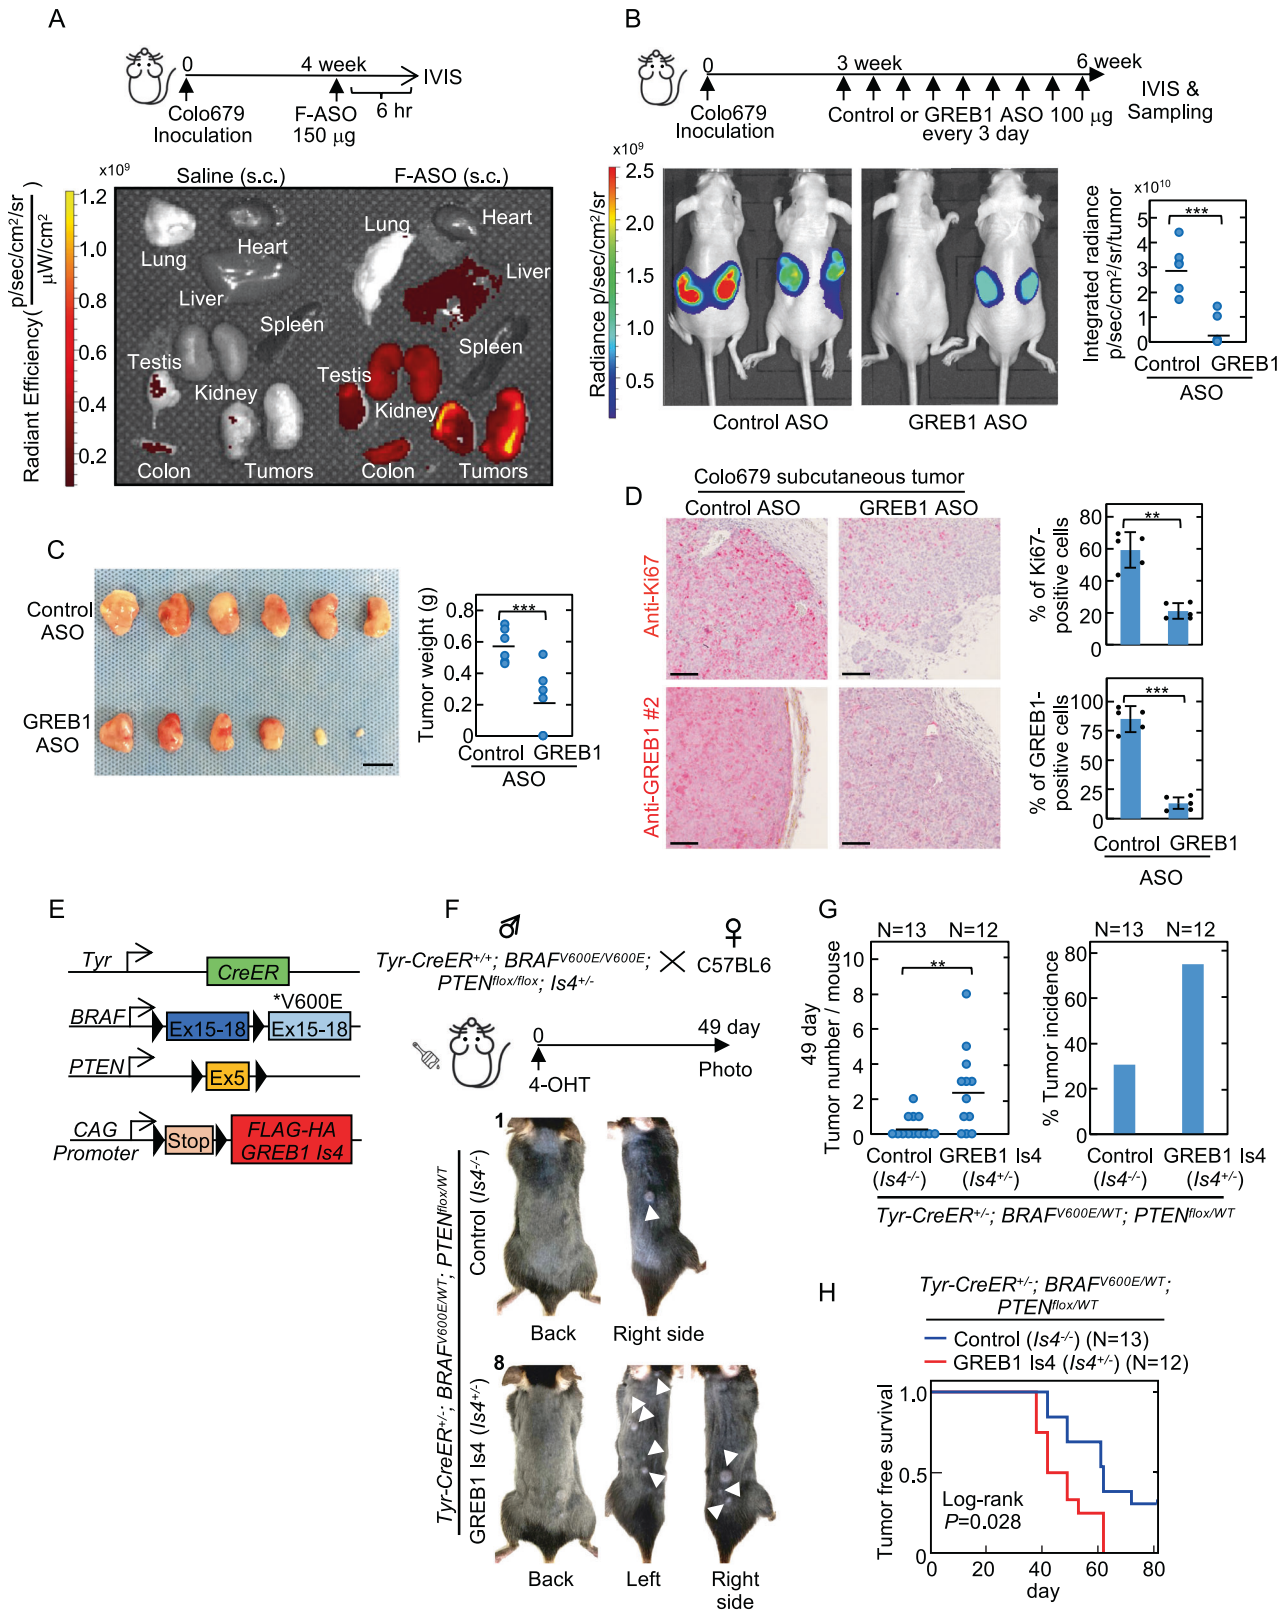 A
0
4 week
IVIS
Colo679
Inoculation
F-ASO
150 μg
6 hr
x10⁹
Saline (s.c.)
F-ASO (s.c.)
Radiant Efficiency (p/sec/cm²/sr / μW/cm²)
1.2
1.0
0.8
0.6
0.4
0.2
Lung
Heart
Liver
Spleen
Testis
Kidney
Colon
Tumors
Lung
Heart
Liver
Spleen
Testis
Kidney
Colon
Tumors
B
0
3 week
6 week
Colo679
Inoculation
Control or GREB1 ASO 100 μg
every 3 day
IVIS &
Sampling
x10⁹
Radiance p/sec/cm²/sr
2.5
2.0
1.5
1.0
0.5
Control ASO
GREB1 ASO
x10¹⁰
Integrated radiance
p/sec/cm²/sr/tumor
5
4
3
2
1
0
***
Control GREB1
ASO
C
Control
ASO
GREB1
ASO
Tumor weight (g)
0.8
0.6
0.4
0.2
0
***
Control GREB1
ASO
D
Colo679 subcutaneous tumor
Control ASO
GREB1 ASO
Anti-Ki67
Anti-GREB1 #2
% of Ki67-
positive cells
80
60
40
20
0
**
% of GREB1-
positive cells
100
75
50
25
0
***
Control GREB1
ASO
E
Tyr
CreER
*V600E
BRAF
Ex15-18
Ex15-18
PTEN
Ex5
CAG
Promoter
Stop
FLAG-HA
GREB1 Is4
F
♂
♀
Tyr-CreER⁺/⁺; BRAFⱽ⁶⁰⁰ᴱ/ⱽ⁶⁰⁰ᴱ;
PTENᶠˡᵒˣ/ᶠˡᵒˣ; Is4⁺/⁻
C57BL6
0
49 day
4-OHT
Photo
Tyr-CreER⁺/⁻; BRAFⱽ⁶⁰⁰ᴱ/ᵂᵀ; PTENᶠˡᵒˣ/ᵂᵀ
Control (Is4⁻/⁻)
1
Back
Right side
GREB1 Is4 (Is4⁺/⁻)
8
Back
Left
Right
side
G
N=13
N=12
49 day
Tumor number / mouse
10
8
6
4
2
0
**
Control
(Is4⁻/⁻)
GREB1 Is4
(Is4⁺/⁻)
N=13
N=12
% Tumor incidence
80
60
40
20
0
Control
(Is4⁻/⁻)
GREB1 Is4
(Is4⁺/⁻)
Tyr-CreER⁺/⁻; BRAFⱽ⁶⁰⁰ᴱ/ᵂᵀ; PTENᶠˡᵒˣ/ᵂᵀ
H
Tyr-CreER⁺/⁻; BRAFⱽ⁶⁰⁰ᴱ/ᵂᵀ;
PTENᶠˡᵒˣ/ᵂᵀ
Control (Is4⁻/⁻) (N=13)
GREB1 Is4 (Is4⁺/⁻) (N=12)
Tumor free survival
1.0
0.5
0
Log-rank
P=0.028
0
20
40
60
80
day